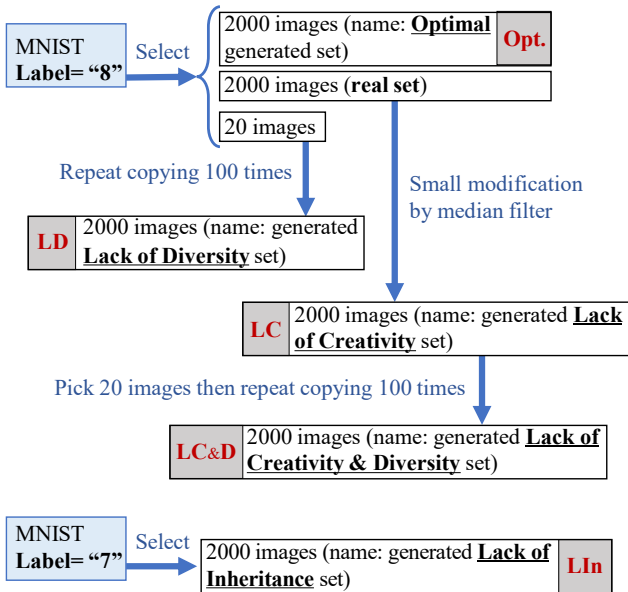 MNIST
Label= “8”
Select
2000 images (name: Optimal
generated set)
Opt.
2000 images (real set)
20 images
Repeat copying 100 times
Small modification
by median filter
LD
2000 images (name: generated
Lack of Diversity set)
LC
2000 images (name: generated Lack
of Creativity set)
Pick 20 images then repeat copying 100 times
LC&D
2000 images (name: generated Lack of
Creativity & Diversity set)
MNIST
Label= “7”
Select
2000 images (name: generated Lack of
Inheritance set)
LIn